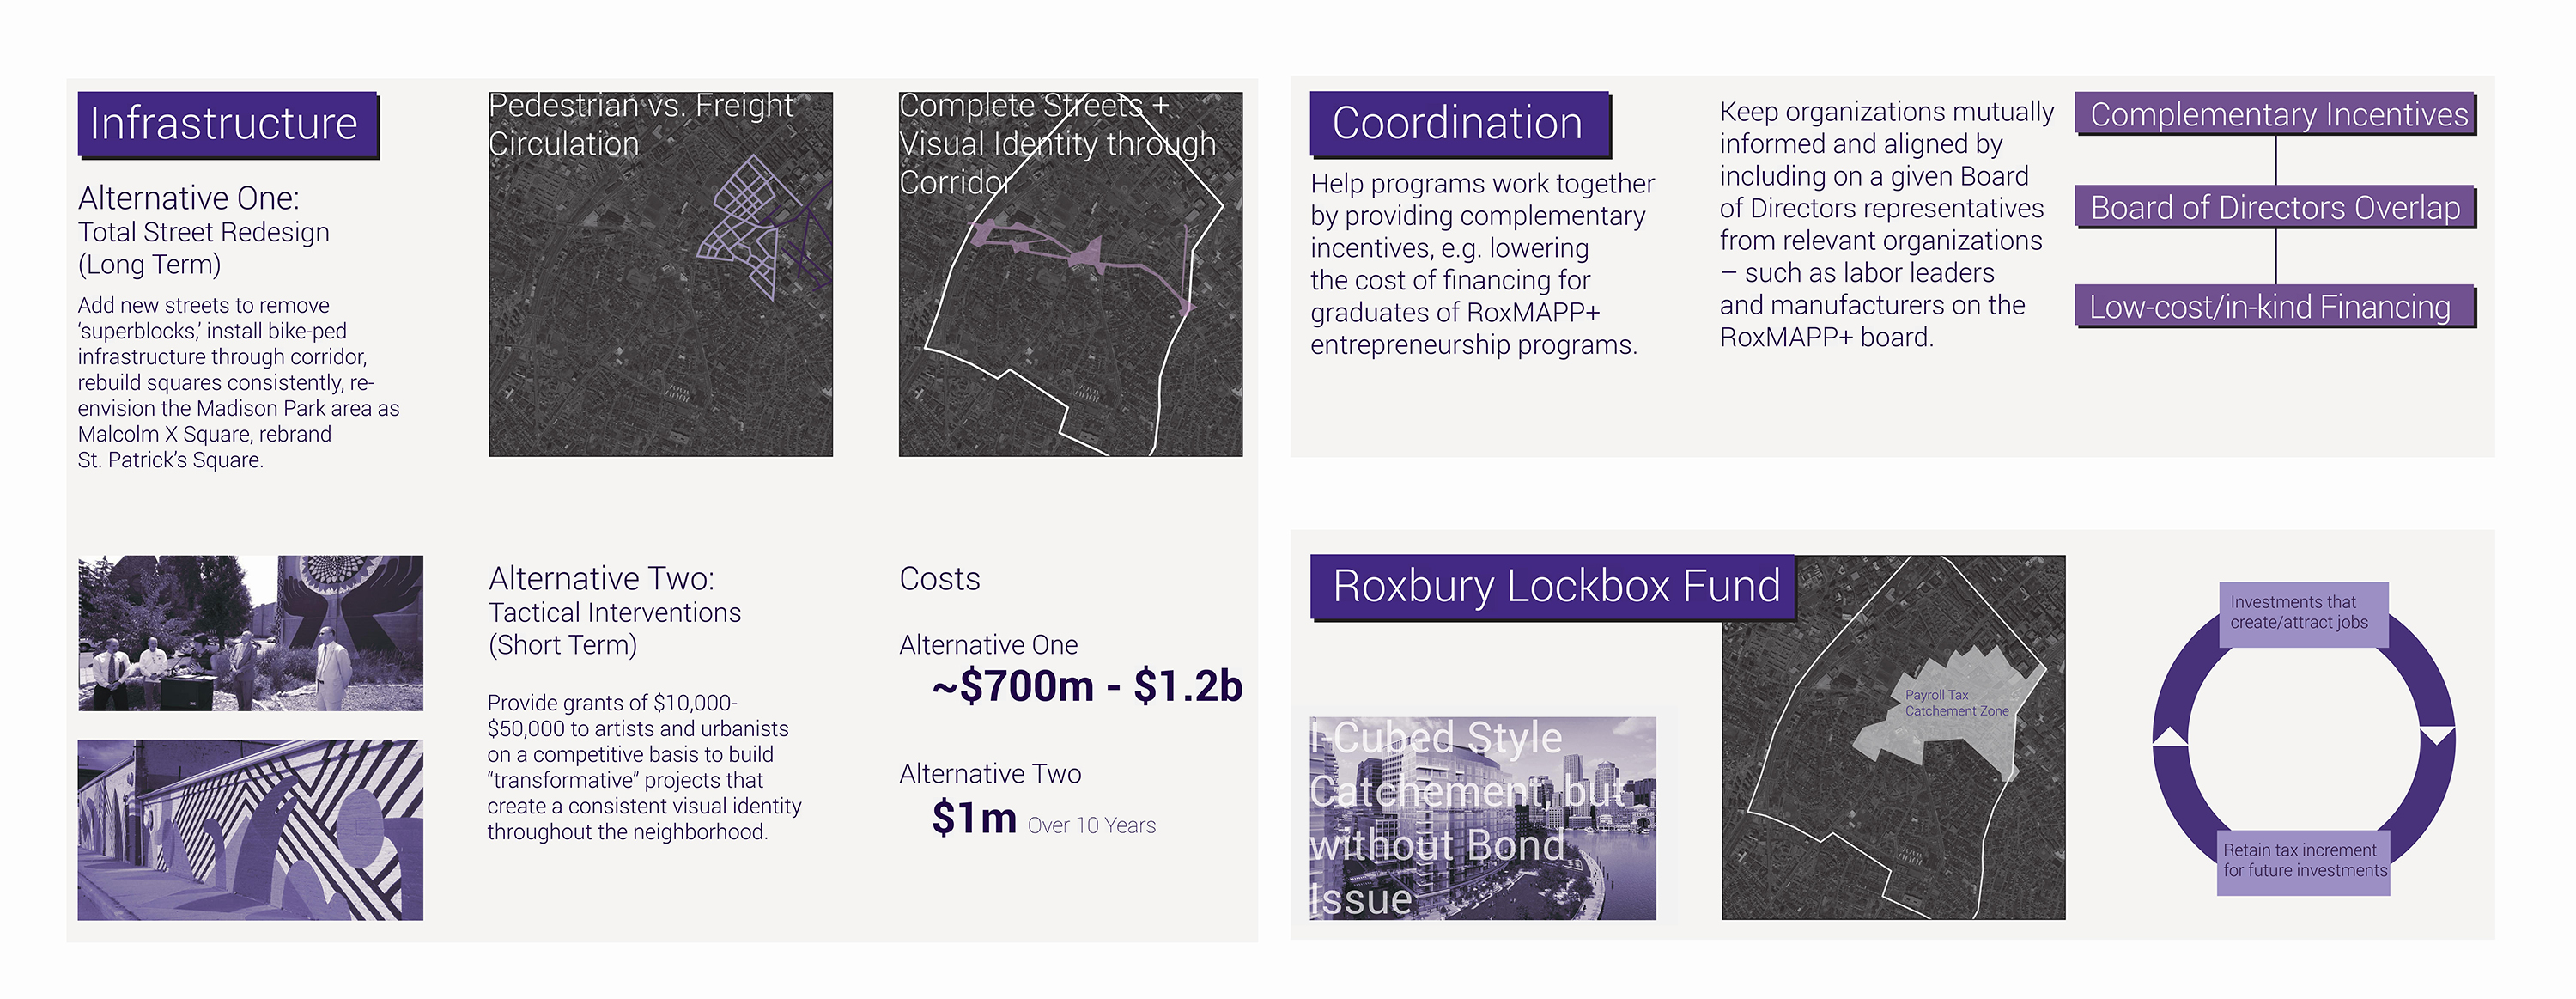 Infrastructure
Alternative One:
Total Street Redesign
(Long Term)
Add new streets to remove
‘superblocks,’ install bike-ped
infrastructure through corridor,
rebuild squares consistently, re-
envision the Madison Park area as
Malcolm X Square, rebrand
St. Patrick’s Square.
Pedestrian vs. Freight
Circulation
Complete Streets +
Visual Identity through
Corridor
Alternative Two:
Tactical Interventions
(Short Term)
Provide grants of $10,000-
$50,000 to artists and urbanists
on a competitive basis to build
“transformative” projects that
create a consistent visual identity
throughout the neighborhood.
Costs
Alternative One
~$700m - $1.2b
Alternative Two
$1m Over 10 Years
Coordination
Help programs work together
by providing complementary
incentives, e.g. lowering
the cost of financing for
graduates of RoxMAPP+
entrepreneurship programs.
Keep organizations mutually
informed and aligned by
including on a given Board
of Directors representatives
from relevant organizations
– such as labor leaders
and manufacturers on the
RoxMAPP+ board.
Complementary Incentives
Board of Directors Overlap
Low-cost/in-kind Financing
Roxbury Lockbox Fund
I-Cubed Style
Catchement, but
without Bond
Issue
Payroll Tax
Catchement Zone
Investments that
create/attract jobs
Retain tax increment
for future investments